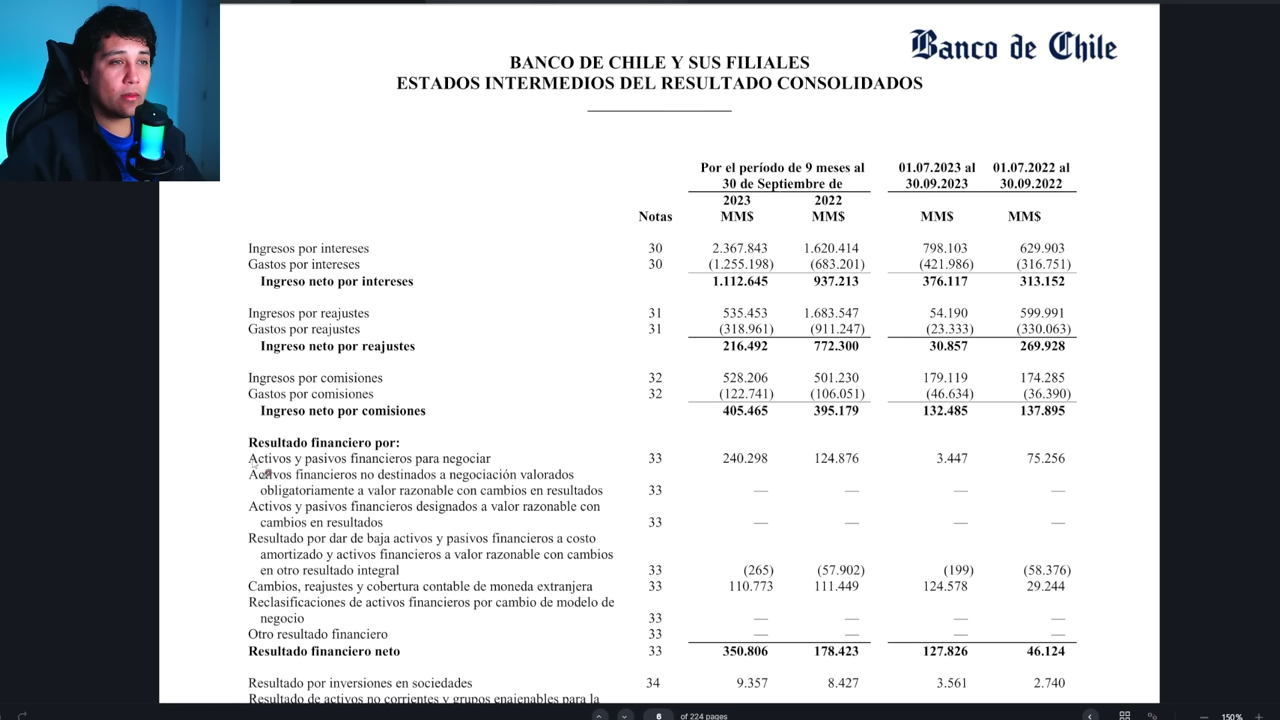 Banco de Chile
BANCO DE CHILE Y SUS FILIALES
ESTADOS INTERMEDIOS DEL RESULTADO CONSOLIDADOS
Por el período de 9 meses al 01.07.2023 al 01.07.2022 al
30 de Septiembre de 30.09.2023 30.09.2022
2023 2022
Notas MM$ MM$ MM$ MM$
Ingresos por intereses 30 2.367.843 1.620.414 798.103 629.903
Gastos por intereses 30 (1.255.198) (683.201) (421.986) (316.751)
Ingreso neto por intereses 1.112.645 937.213 376.117 313.152
Ingresos por reajustes 31 535.453 1.683.547 54.190 599.991
Gastos por reajustes 31 (318.961) (911.247) (23.333) (330.063)
Ingreso neto por reajustes 216.492 772.300 30.857 269.928
Ingresos por comisiones 32 528.206 501.230 179.119 174.285
Gastos por comisiones 32 (122.741) (106.051) (46.634) (36.390)
Ingreso neto por comisiones 405.465 395.179 132.485 137.895
Resultado financiero por:
Activos y pasivos financieros para negociar 33 240.298 124.876 3.447 75.256
Activos financieros no destinados a negociación valorados
obligatoriamente a valor razonable con cambios en resultados 33 — — — —
Activos y pasivos financieros designados a valor razonable con
cambios en resultados 33 — — — —
Resultado por dar de baja activos y pasivos financieros a costo
amortizado y activos financieros a valor razonable con cambios
en otro resultado integral 33 (265) (57.902) (199) (58.376)
Cambios, reajustes y cobertura contable de moneda extranjera 33 110.773 111.449 124.578 29.244
Reclasificaciones de activos financieros por cambio de modelo de
negocio 33 — — — —
Otro resultado financiero 33 — — — —
Resultado financiero neto 33 350.806 178.423 127.826 46.124
Resultado por inversiones en sociedades 34 9.357 8.427 3.561 2.740
Resultado de activos no corrientes y grupos enajenables para la
6 of 224 pages 150%